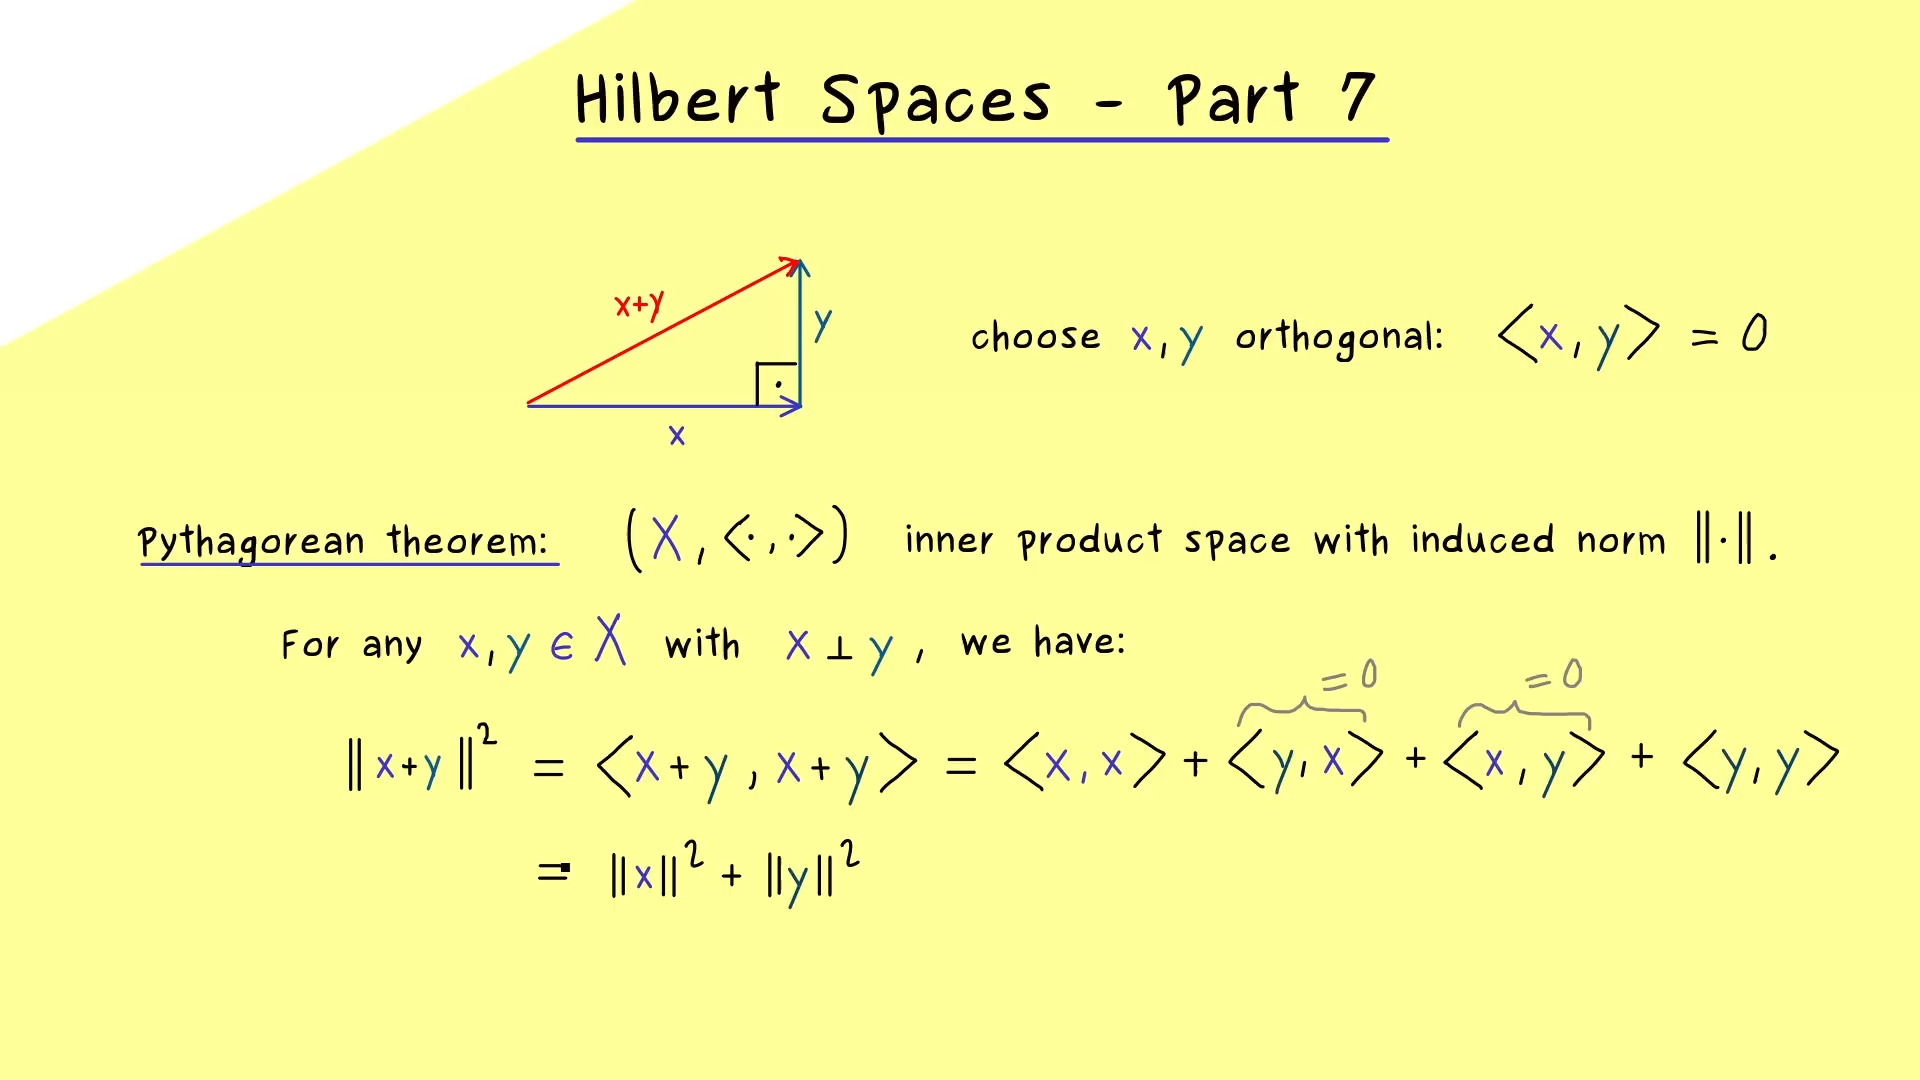 Hilbert Spaces - Part 7
x+y
y
x
choose x, y orthogonal: <x, y> = 0
Pythagorean theorem: (X, <·,·>) inner product space with induced norm ‖·‖.
For any x, y ∈ X with x ⊥ y, we have:
= 0 = 0
‖x+y‖² = <x+y, x+y> = <x, x> + <y, x> + <x, y> + <y, y>
= ‖x‖² + ‖y‖²